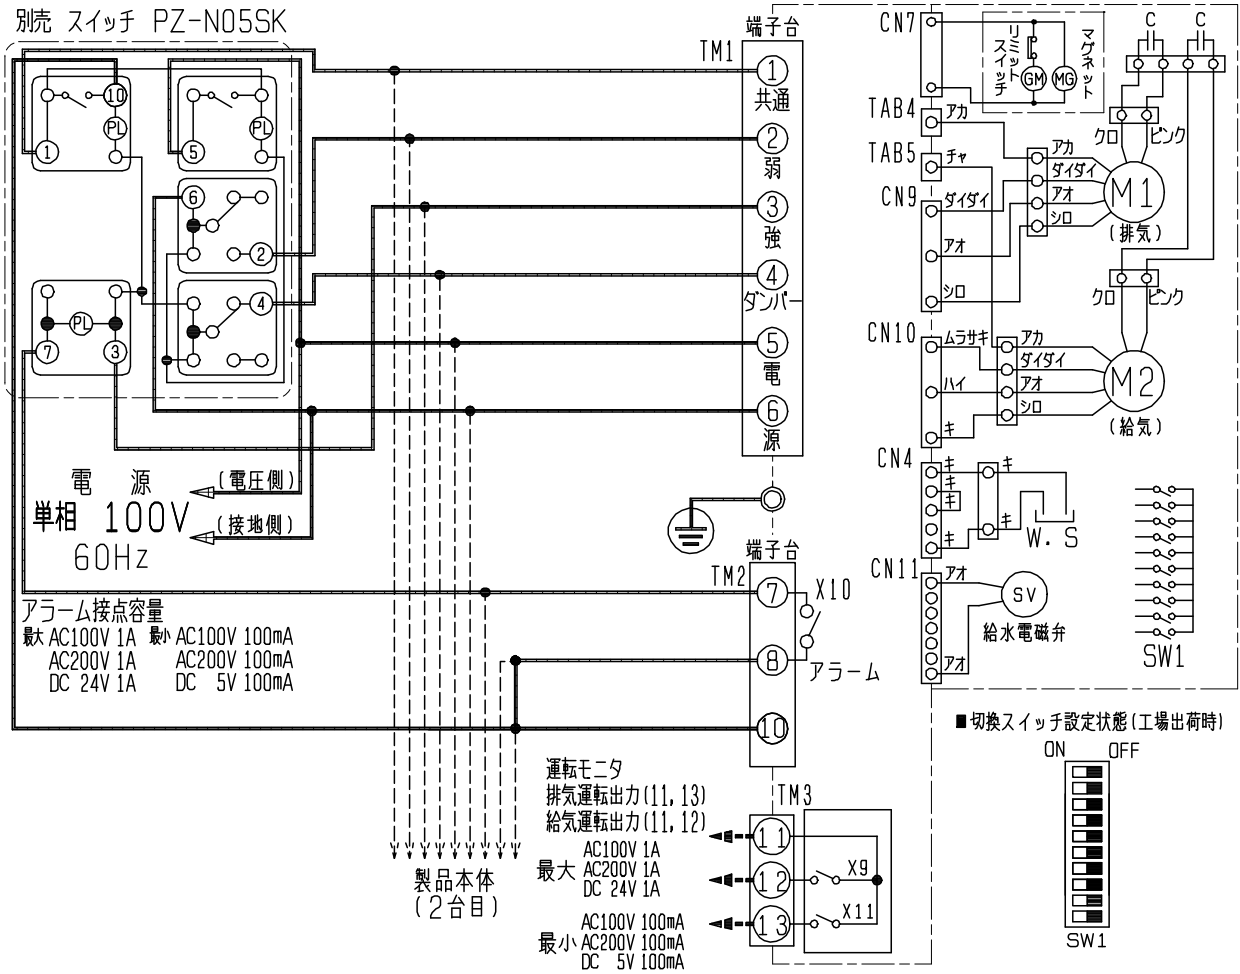 別売 スイッチ PZ-N05SK
10
PL
1
PL
5
6
2
4
PL
7
3
電 源
単相 100V
60Hz
(電圧側)
(接地側)
アラーム接点容量
最大 AC100V 1A
AC200V 1A
DC 24V 1A
最小 AC100V 100mA
AC200V 100mA
DC 5V 100mA
端子台
TM1
1
共通
2
弱
3
強
4
ダンパー
5
電
6
源
端子台
TM2
7
X10
8
アラーム
10
製品本体
(2台目)
運転モニタ
排気運転出力(11,13)
給気運転出力(11,12)
最大
AC100V 1A
AC200V 1A
DC 24V 1A
最小
AC100V 100mA
AC200V 100mA
DC 5V 100mA
TM3
11
12
13
X9
X11
CN7
リミット
スイッチ
GM
MG
マグネット
C
C
TAB4
アカ
TAB5
チャ
CN9
ダイダイ
アオ
シロ
アカ
ダイダイ
アオ
シロ
クロ
ピンク
M1
(排気)
クロ
ピンク
CN10
ムラサキ
ハイ
キ
アカ
ダイダイ
アオ
シロ
M2
(給気)
CN4
キ
キ
キ
キ
キ
キ
W.S
CN11
アオ
アオ
SV
給水電磁弁
SW1
■切換スイッチ設定状態(工場出荷時)
ON
OFF
SW1